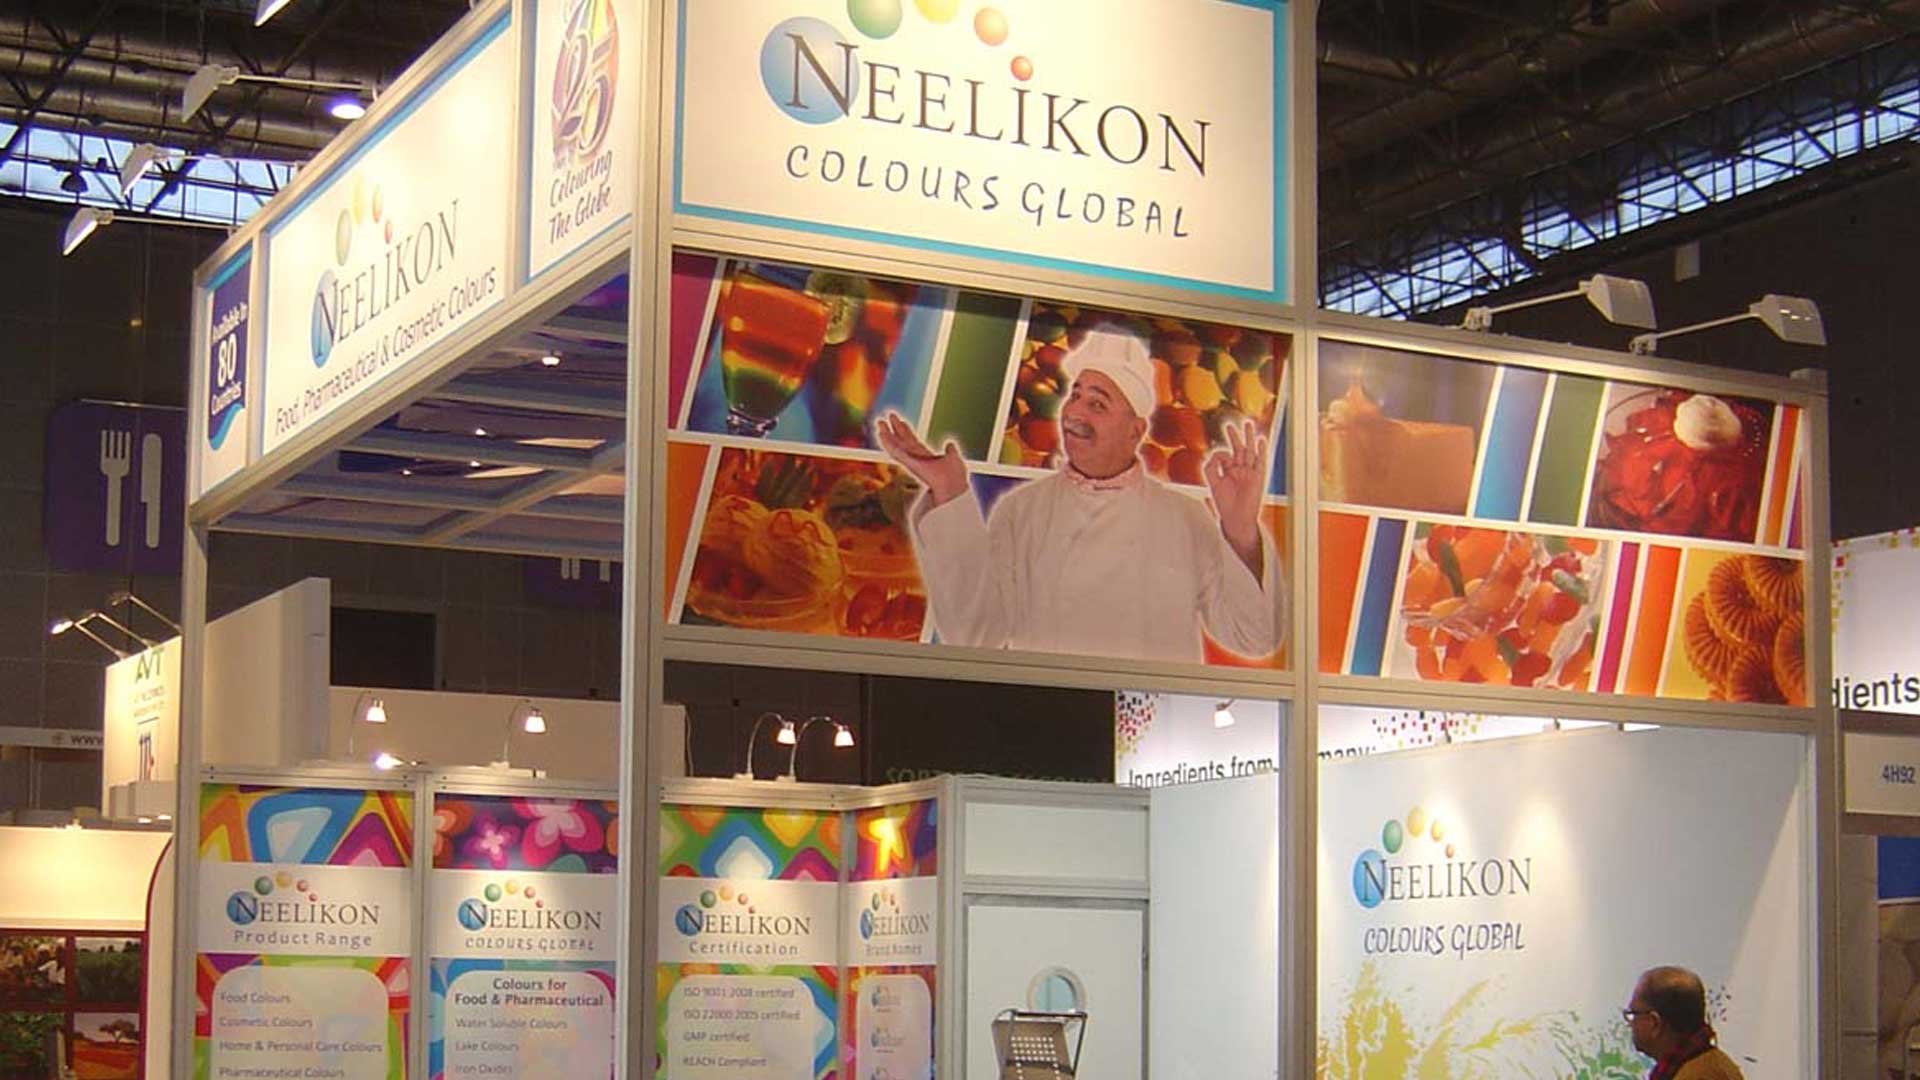 NEELIKON
COLOURS GLOBAL
25
Colouring
The Globe
NEELIKON
Food, Pharmaceutical & Cosmetic Colours
Available In
80
Countries
AVT
www
Ingredients from
many
dients
4H92
NEELIKON
Product Range
Food Colours
Cosmetic Colours
Home & Personal Care Colours
Pharmaceutical Colours
NEELIKON
COLOURS GLOBAL
Colours for
Food & Pharmaceutical
Water Soluble Colours
Lake Colours
Iron Oxides
NEELIKON
Certification
ISO 9001 2008 certified
ISO 22000 2005 certified
GMP certified
REACH Compliant
NEELIKON
Brand Names
NEELIKON
COLOURS GLOBAL